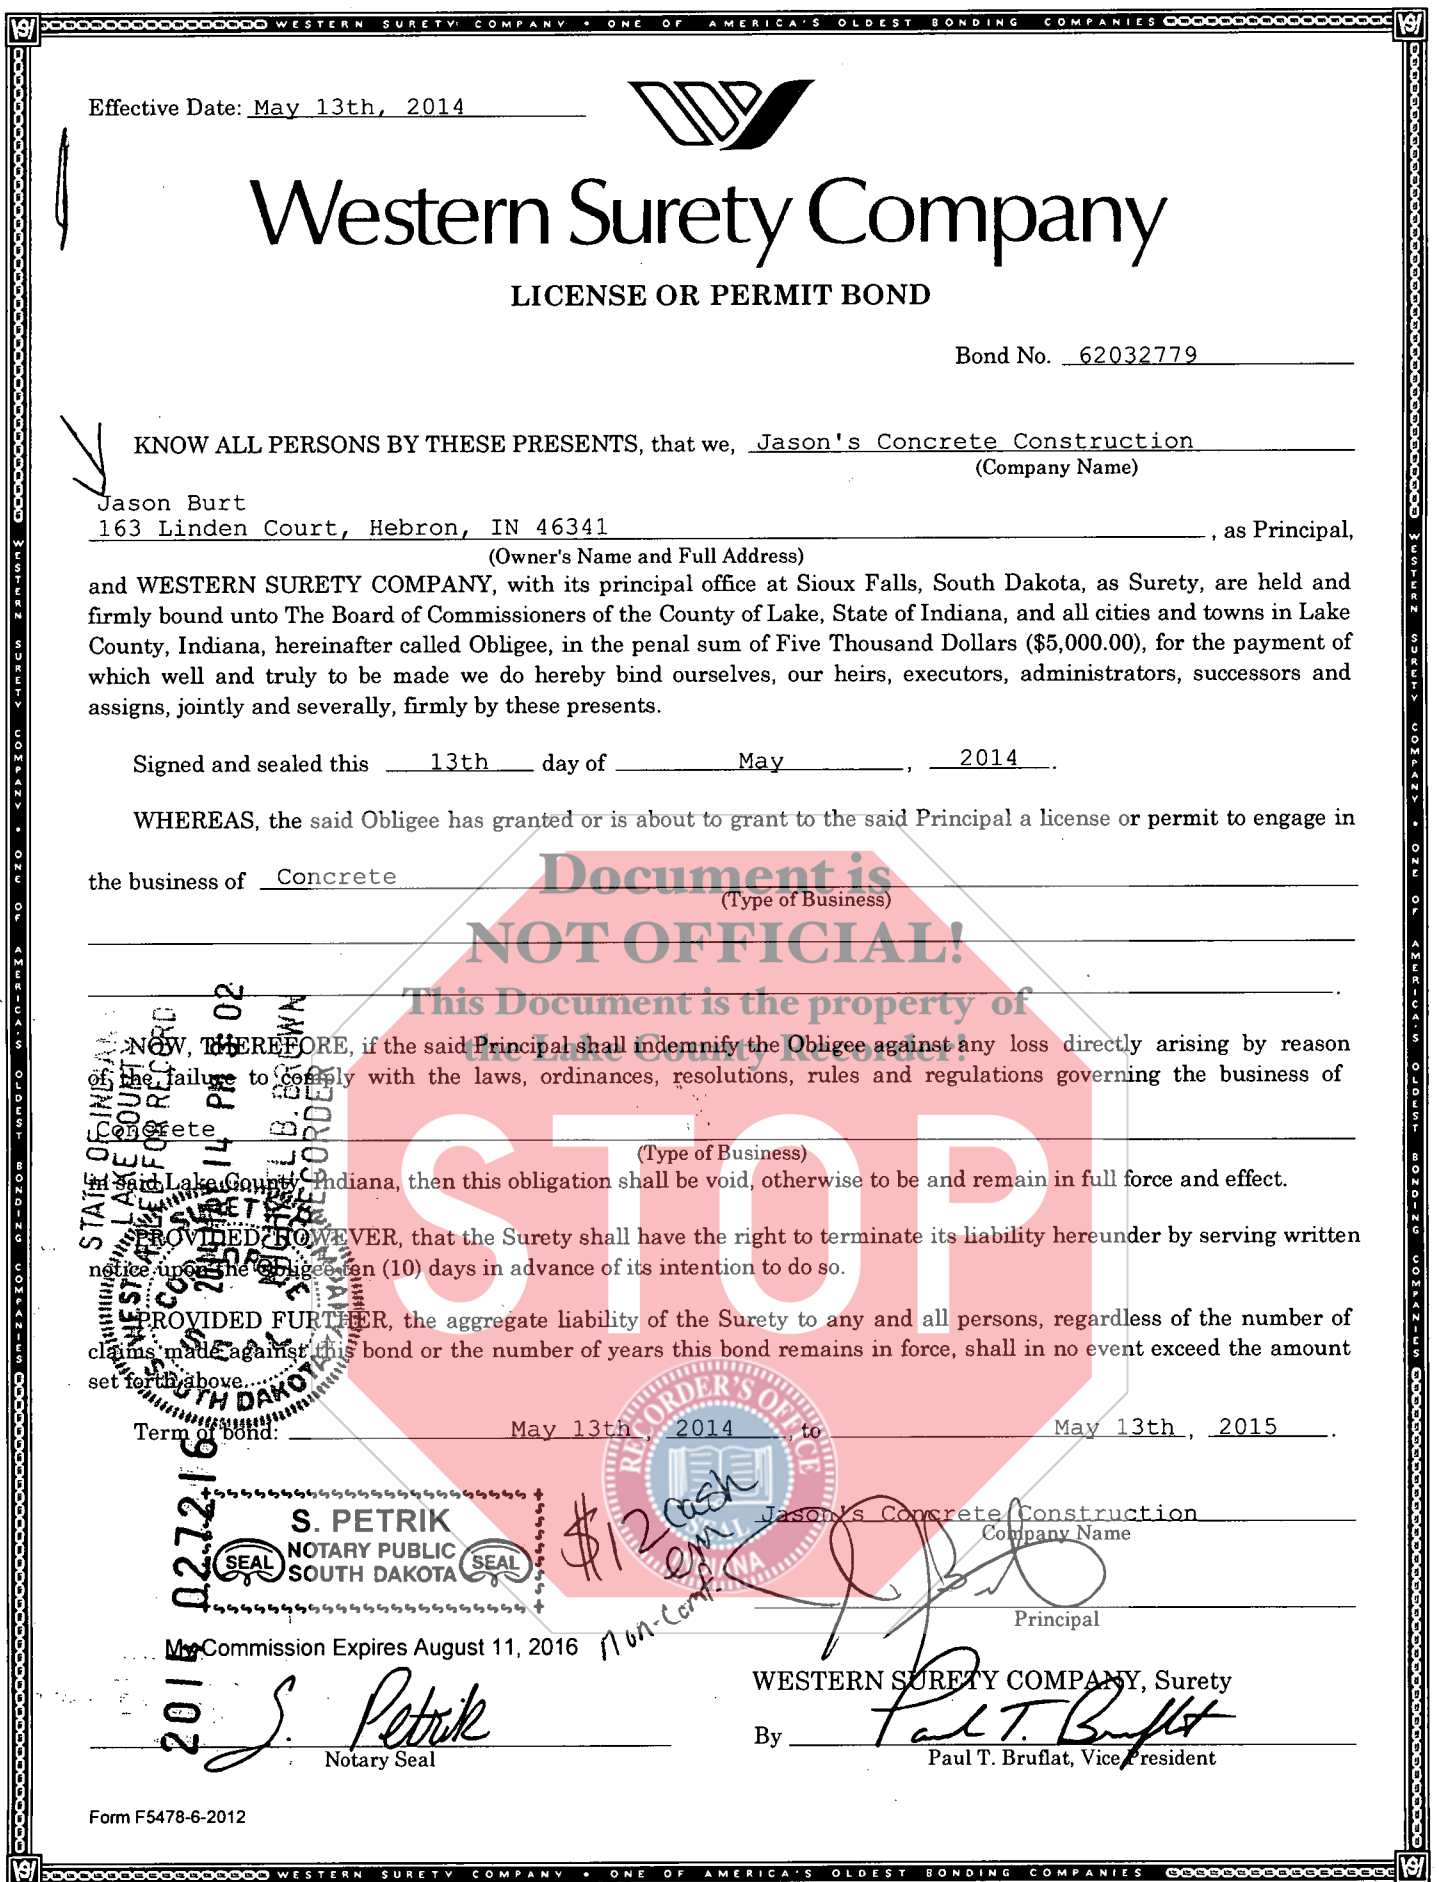 WESTERN SURETY COMPANY • ONE OF AMERICA'S OLDEST BONDING COMPANIES
Effective Date: May 13th, 2014
Western Surety Company
LICENSE OR PERMIT BOND
Bond No. 62032779
KNOW ALL PERSONS BY THESE PRESENTS, that we, Jason's Concrete Construction
(Company Name)
Jason Burt
163 Linden Court, Hebron, IN 46341, as Principal,
(Owner's Name and Full Address)
and WESTERN SURETY COMPANY, with its principal office at Sioux Falls, South Dakota, as Surety, are held and
firmly bound unto The Board of Commissioners of the County of Lake, State of Indiana, and all cities and towns in Lake
County, Indiana, hereinafter called Obligee, in the penal sum of Five Thousand Dollars ($5,000.00), for the payment of
which well and truly to be made we do hereby bind ourselves, our heirs, executors, administrators, successors and
assigns, jointly and severally, firmly by these presents.
Signed and sealed this 13th day of May, 2014.
WHEREAS, the said Obligee has granted or is about to grant to the said Principal a license or permit to engage in
the business of Concrete
(Type of Business)
Document is
NOT OFFICIAL!
This Document is the property of
the Lake County Recorder!
STOP
NOW, THEREFORE, if the said Principal shall indemnify the Obligee against any loss directly arising by reason
of the failure to comply with the laws, ordinances, resolutions, rules and regulations governing the business of
Concrete
(Type of Business)
in said Lake County, Indiana, then this obligation shall be void, otherwise to be and remain in full force and effect.
PROVIDED HOWEVER, that the Surety shall have the right to terminate its liability hereunder by serving written
notice upon the Obligee ten (10) days in advance of its intention to do so.
PROVIDED FURTHER, the aggregate liability of the Surety to any and all persons, regardless of the number of
claims made against this bond or the number of years this bond remains in force, shall in no event exceed the amount
set forth above.
Term of bond: May 13th, 2014, to May 13th, 2015.
STATE OF INDIANA
LAKE COUNTY
FILED FOR RECORD
MICHAEL B. BROWN
RECORDER
SOUTH DAKOTA
RECORDER'S OFFICE
SEAL
INDIANA
S. PETRIK
NOTARY PUBLIC
SOUTH DAKOTA
SEAL
SEAL
$12 cash
Non-Conf.
Jason's Concrete Construction
Company Name
Principal
My Commission Expires August 11, 2016
WESTERN SURETY COMPANY, Surety
S. Petrik
Notary Seal
By Paul T. Bruflat
Paul T. Bruflat, Vice President
Form F5478-6-2012
WESTERN SURETY COMPANY • ONE OF AMERICA'S OLDEST BONDING COMPANIES